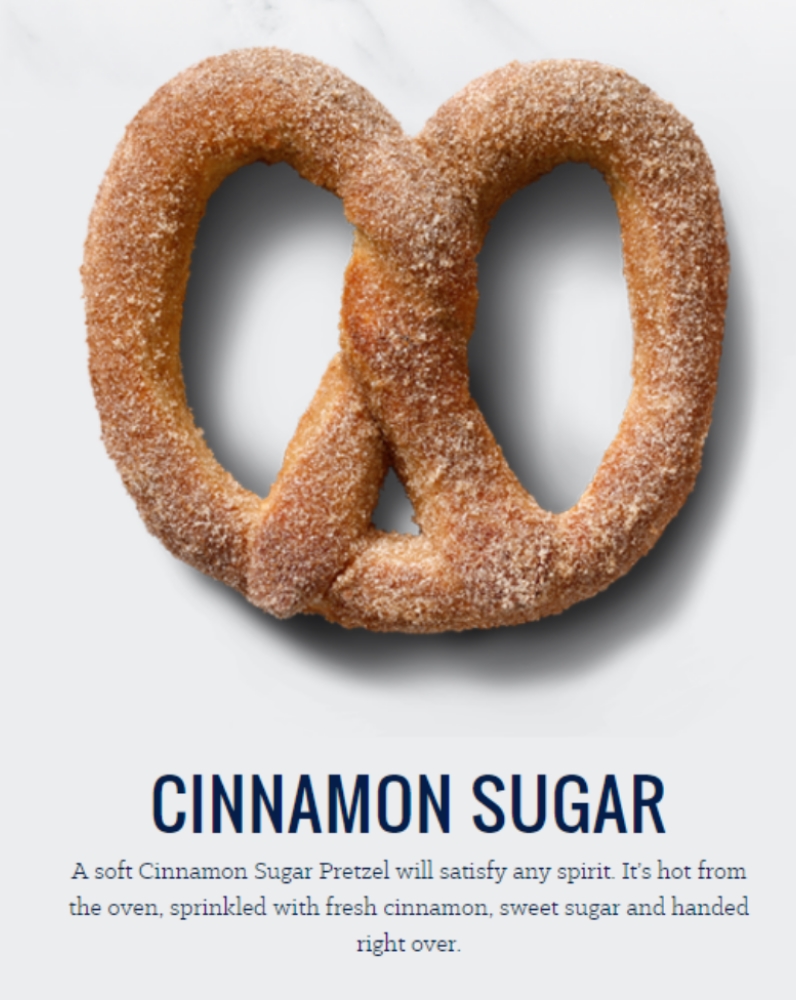 CINNAMON SUGAR
A soft Cinnamon Sugar Pretzel will satisfy any spirit. It's hot from
the oven, sprinkled with fresh cinnamon, sweet sugar and handed
right over.